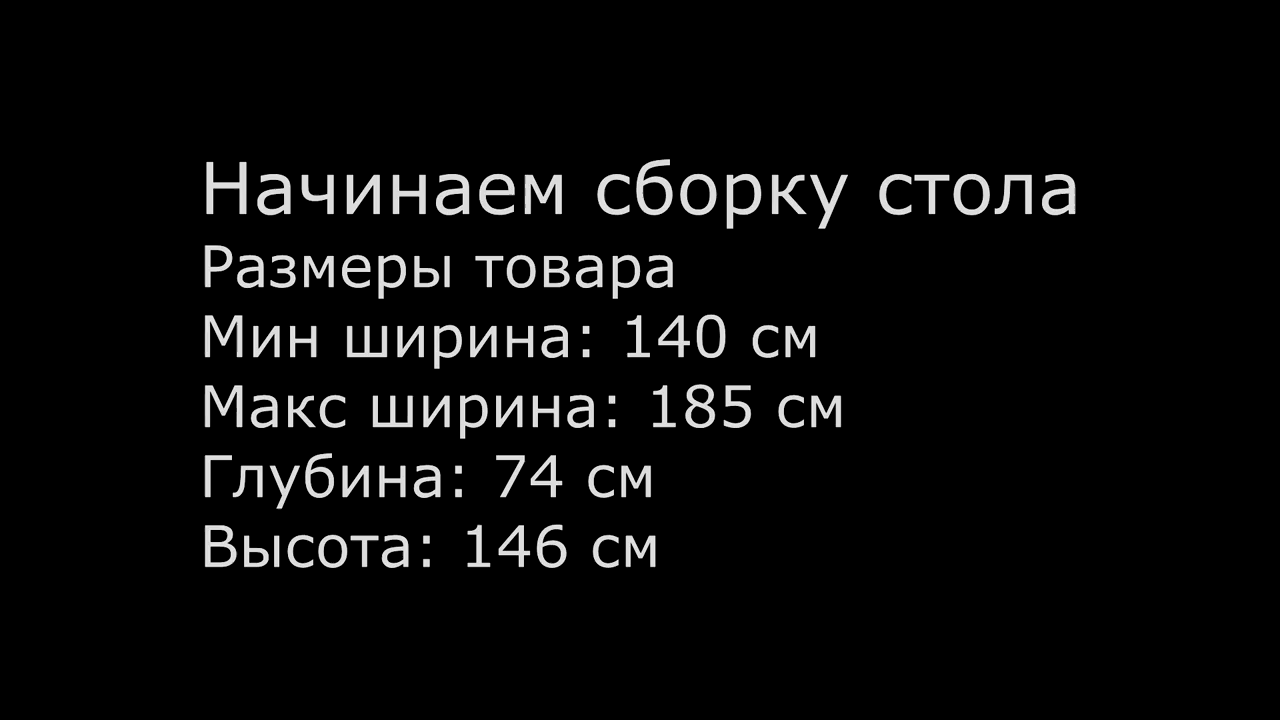 Начинаем сборку стола
Размеры товара
Мин ширина: 140 см
Макс ширина: 185 см
Глубина: 74 см
Высота: 146 см